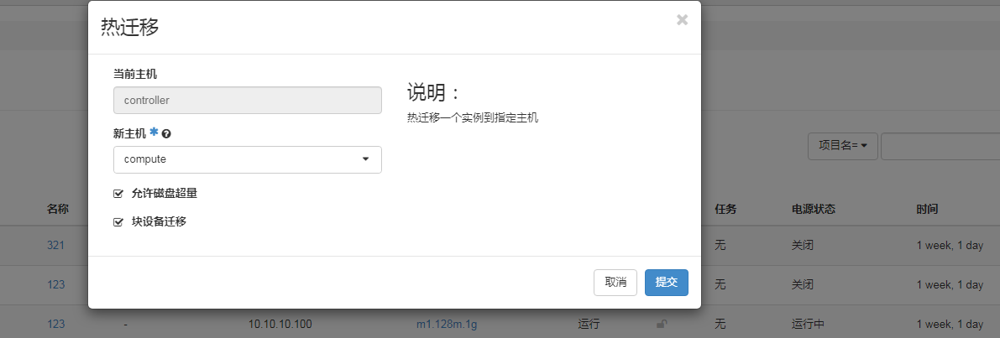 热迁移
×
当前主机
controller
说明：
热迁移一个实例到指定主机
新主机 *
compute
项目名=
允许磁盘超量
块设备迁移
名称 任务 电源状态 时间
321 无 关闭 1 week, 1 day
取消 提交
123 无 关闭 1 week, 1 day
123 - 10.10.10.100 m1.128m.1g 运行 无 运行中 1 week, 1 day